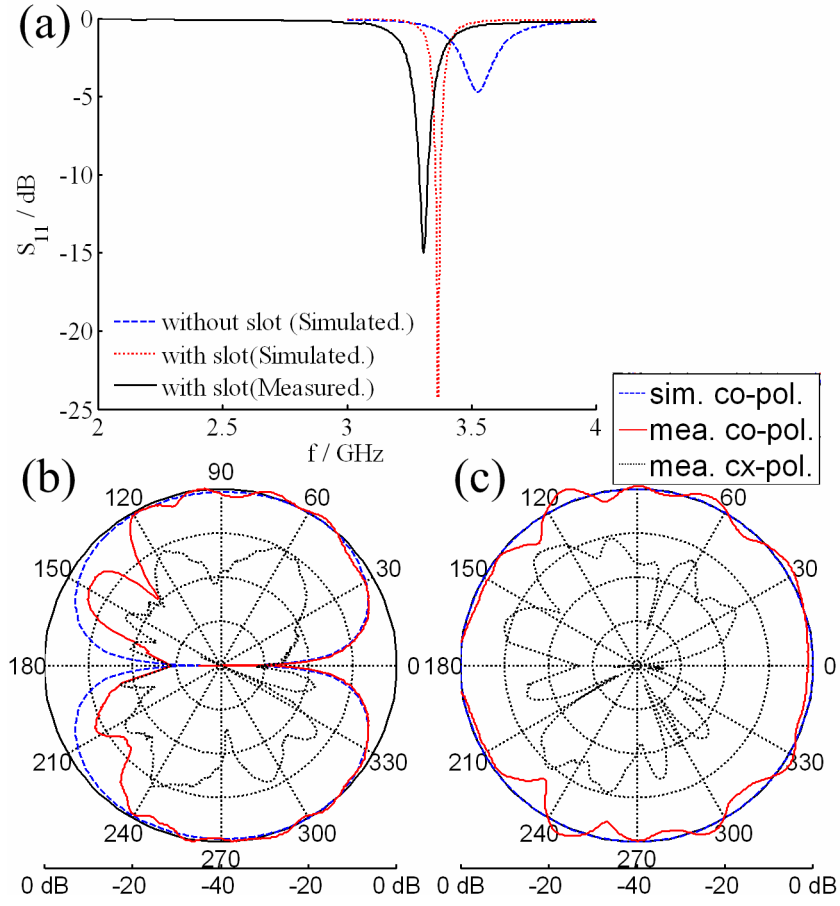 (a)
0
-5
-10
-15
-20
-25
S11 / dB
without slot (Simulated.)
with slot(Simulated.)
with slot(Measured.)
2
2.5
3
3.5
4
f / GHz
sim. co-pol.
mea. co-pol.
mea. cx-pol.
(b)
90
120
60
150
30
180
0
210
330
240
300
270
0 dB
-20
-40
-20
0 dB
(c)
120
60
150
30
180
0
210
330
240
300
270
0 dB
-20
-40
-20
0 dB